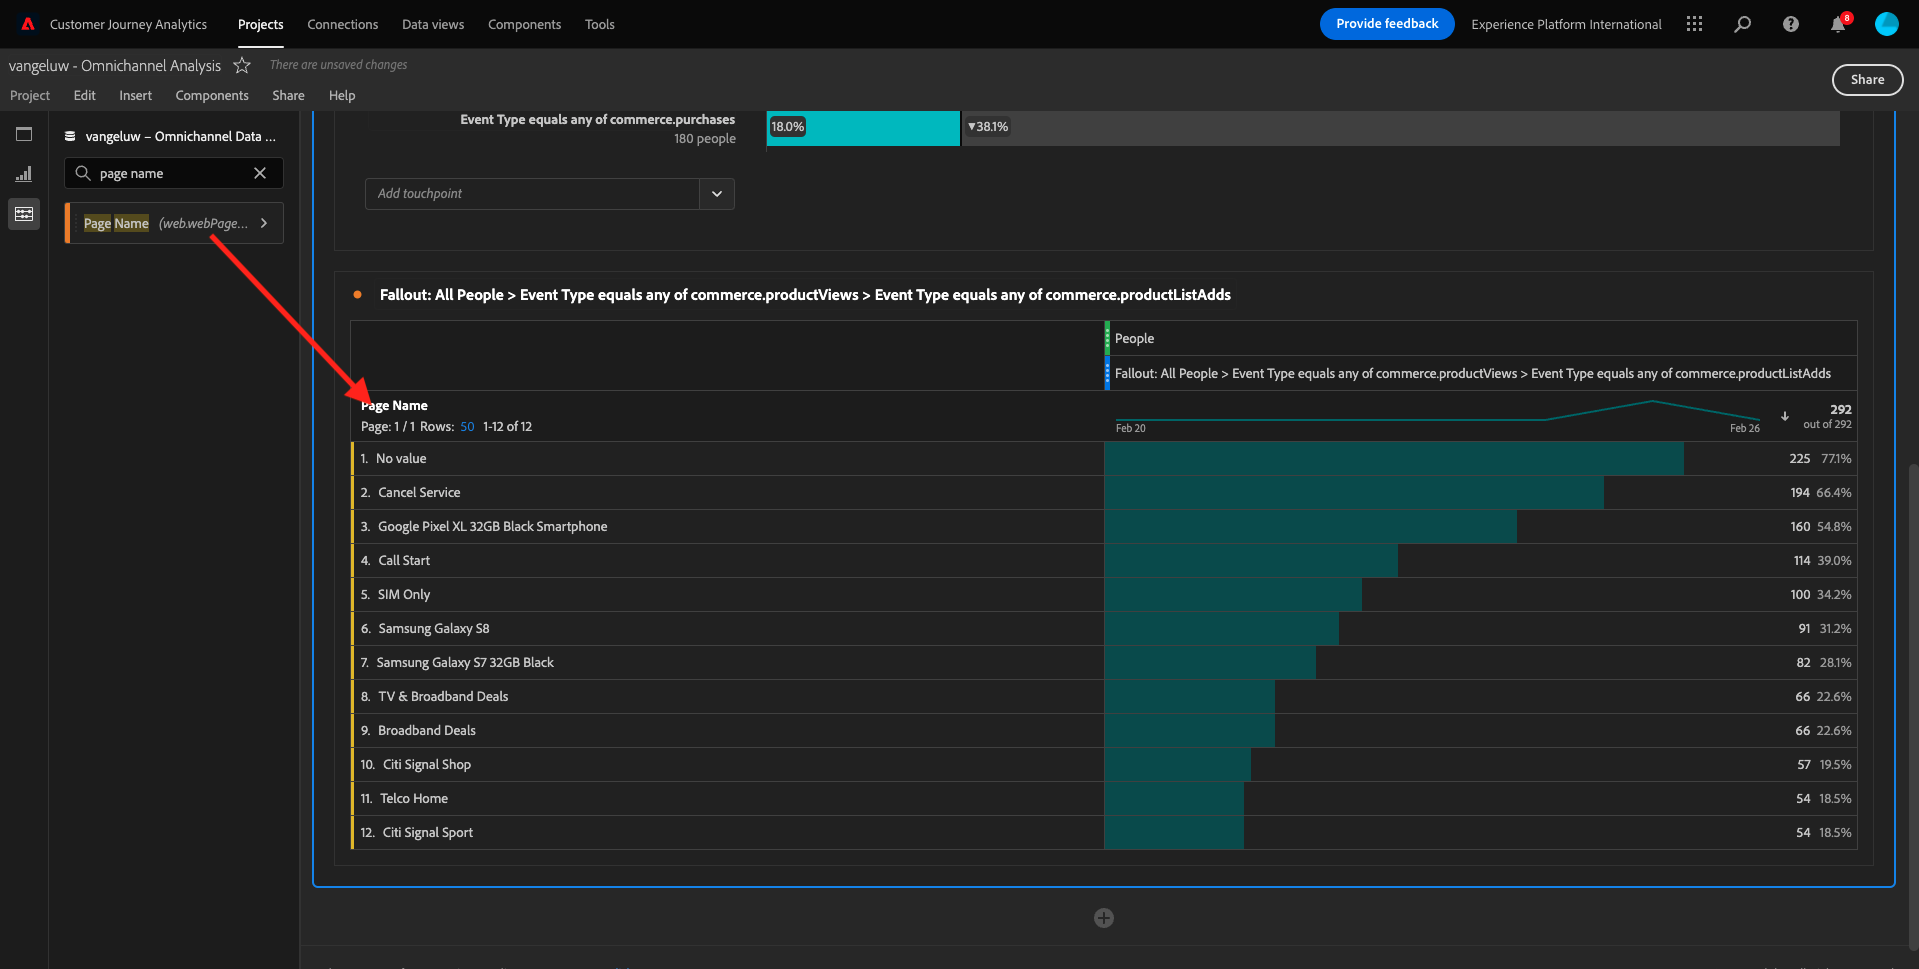 Customer Journey Analytics Projects Connections Data views Components Tools Provide feedback Experience Platform International 8
vangeluw - Omnichannel Analysis There are unsaved changes
Share
Project Edit Insert Components Share Help
vangeluw – Omnichannel Data ...
page name
Page Name (web.webPage...
Event Type equals any of commerce.purchases
180 people
18.0% ▼38.1%
Add touchpoint
Fallout: All People > Event Type equals any of commerce.productViews > Event Type equals any of commerce.productListAdds
People
Fallout: All People > Event Type equals any of commerce.productViews > Event Type equals any of commerce.productListAdds
Page Name
Page: 1 / 1 Rows: 50 1-12 of 12
Feb 20 Feb 26
292
out of 292
1. No value 225 77.1%
2. Cancel Service 194 66.4%
3. Google Pixel XL 32GB Black Smartphone 160 54.8%
4. Call Start 114 39.0%
5. SIM Only 100 34.2%
6. Samsung Galaxy S8 91 31.2%
7. Samsung Galaxy S7 32GB Black 82 28.1%
8. TV & Broadband Deals 66 22.6%
9. Broadband Deals 66 22.6%
10. Citi Signal Shop 57 19.5%
11. Telco Home 54 18.5%
12. Citi Signal Sport 54 18.5%